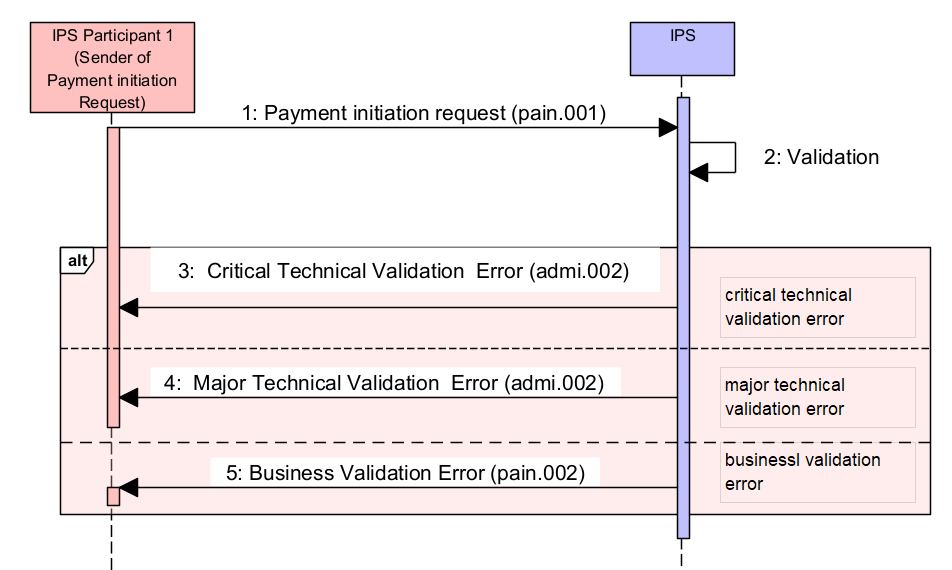 IPS Participant 1
(Sender of
Payment initiation
Request)
IPS
1: Payment initiation request (pain.001)
2: Validation
alt
3:  Critical Technical Validation  Error (admi.002)
critical technical
validation error
4:  Major Technical Validation  Error (admi.002)
major technical
validation error
5: Business Validation Error (pain.002)
businessl validation
error